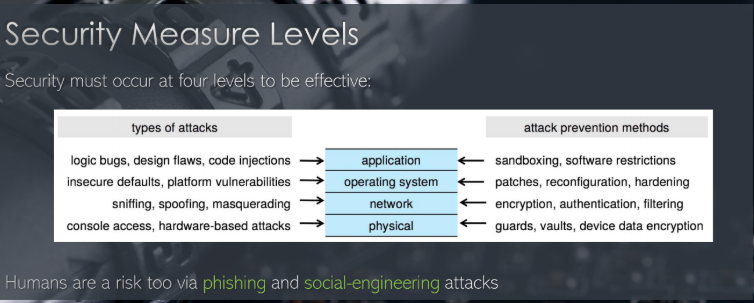 Security Measure Levels
Security must occur at four levels to be effective:
types of attacks attack prevention methods
logic bugs, design flaws, code injections application sandboxing, software restrictions
insecure defaults, platform vulnerabilities operating system patches, reconfiguration, hardening
sniffing, spoofing, masquerading network encryption, authentication, filtering
console access, hardware-based attacks physical guards, vaults, device data encryption
Humans are a risk too via phishing and social-engineering attacks